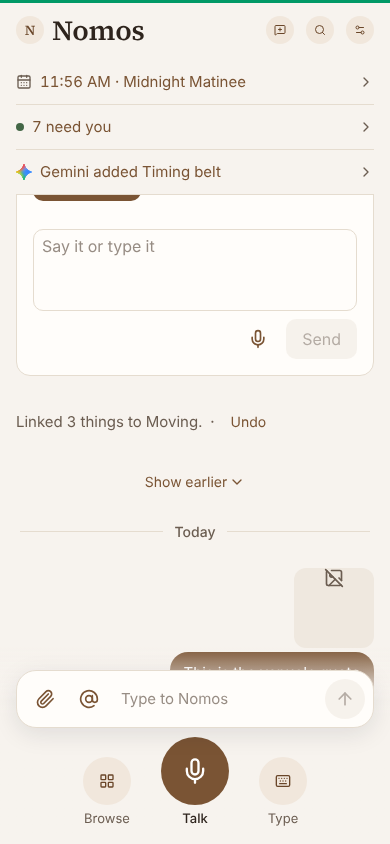 N Nomos
11:56 AM · Midnight Matinee
7 need you
Gemini added Timing belt
Say it or type it
Send
Linked 3 things to Moving. · Undo
Show earlier
Today
Type to Nomos
Browse
Talk
Type